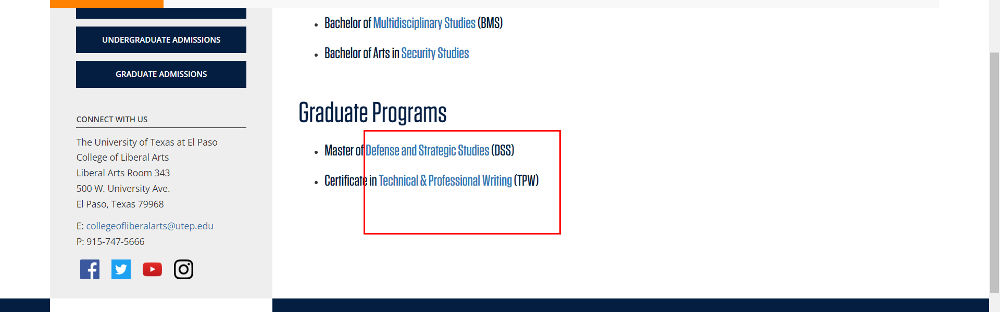 UNDERGRADUATE ADMISSIONS
GRADUATE ADMISSIONS
CONNECT WITH US
The University of Texas at El Paso
College of Liberal Arts
Liberal Arts Room 343
500 W. University Ave.
El Paso, Texas 79968
E: collegeofliberalarts@utep.edu
P: 915-747-5666
Bachelor of Multidisciplinary Studies (BMS)
Bachelor of Arts in Security Studies
Graduate Programs
Master of Defense and Strategic Studies (DSS)
Certificate in Technical & Professional Writing (TPW)